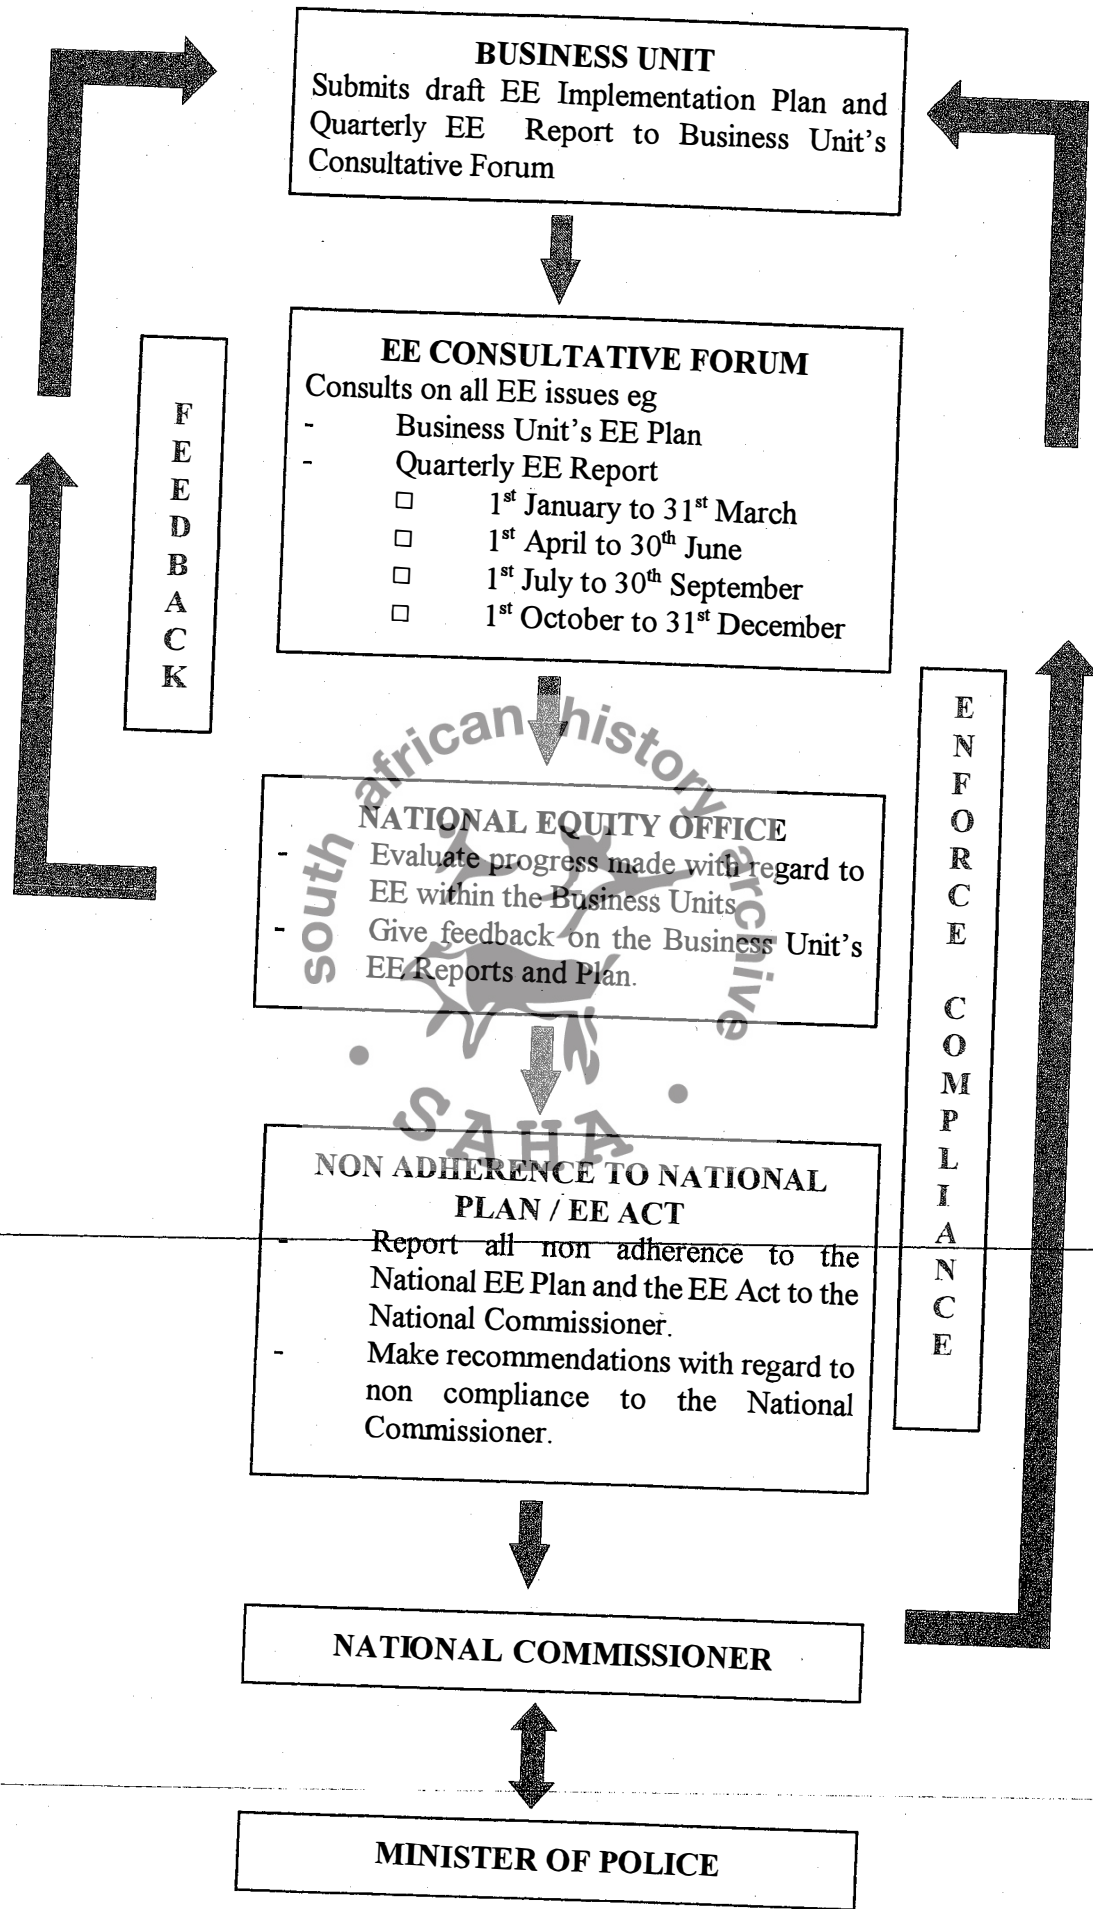 BUSINESS UNIT
Submits draft EE Implementation Plan and
Quarterly EE Report to Business Unit's
Consultative Forum
EE CONSULTATIVE FORUM
Consults on all EE issues eg
- Business Unit's EE Plan
- Quarterly EE Report
□ 1st January to 31st March
□ 1st April to 30th June
□ 1st July to 30th September
□ 1st October to 31st December
FEEDBACK
south african history archive
• SAHA •
NATIONAL EQUITY OFFICE
- Evaluate progress made with regard to
EE within the Business Units
- Give feedback on the Business Unit's
EE Reports and Plan.
ENFORCE COMPLIANCE
NON ADHERENCE TO NATIONAL
PLAN / EE ACT
- Report all non adherence to the
National EE Plan and the EE Act to the
National Commissioner.
- Make recommendations with regard to
non compliance to the National
Commissioner.
NATIONAL COMMISSIONER
MINISTER OF POLICE